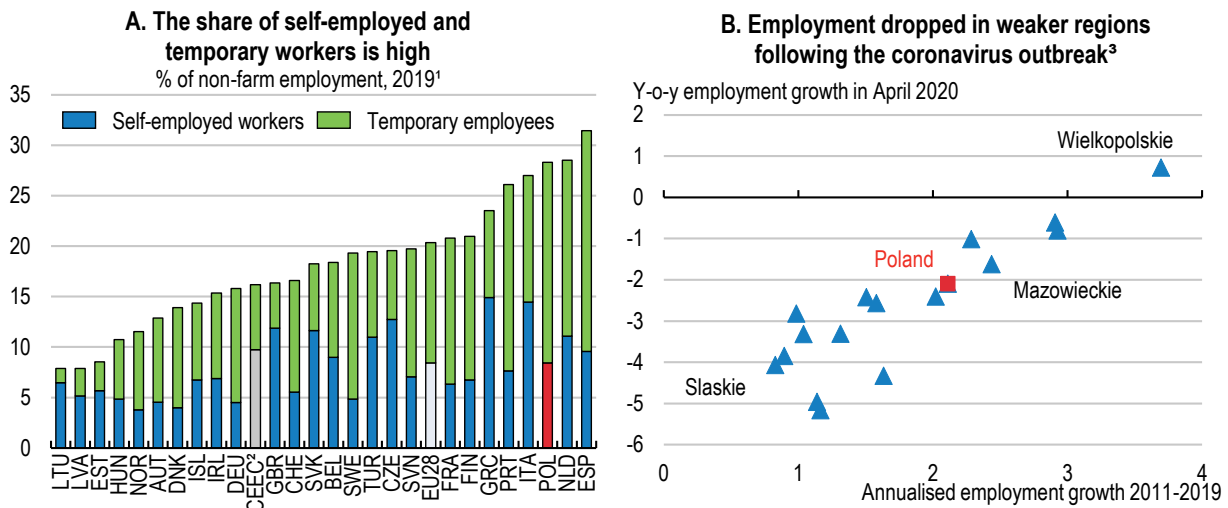 A. The share of self-employed and
temporary workers is high
% of non-farm employment, 2019¹
35
30
25
20
15
10
5
0
Self-employed workers
Temporary employees
LTU
LVA
EST
HUN
NOR
AUT
DNK
ISL
IRL
DEU
CEEC²
GBR
CHE
SVK
BEL
SWE
TUR
CZE
SVN
EU28
FRA
FIN
GRC
PRT
ITA
POL
NLD
ESP
B. Employment dropped in weaker regions
following the coronavirus outbreak³
Y-o-y employment growth in April 2020
2
1
0
-1
-2
-3
-4
-5
-6
Wielkopolskie
Poland
Mazowieckie
Slaskie
0
1
2
3
4
Annualised employment growth 2011-2019